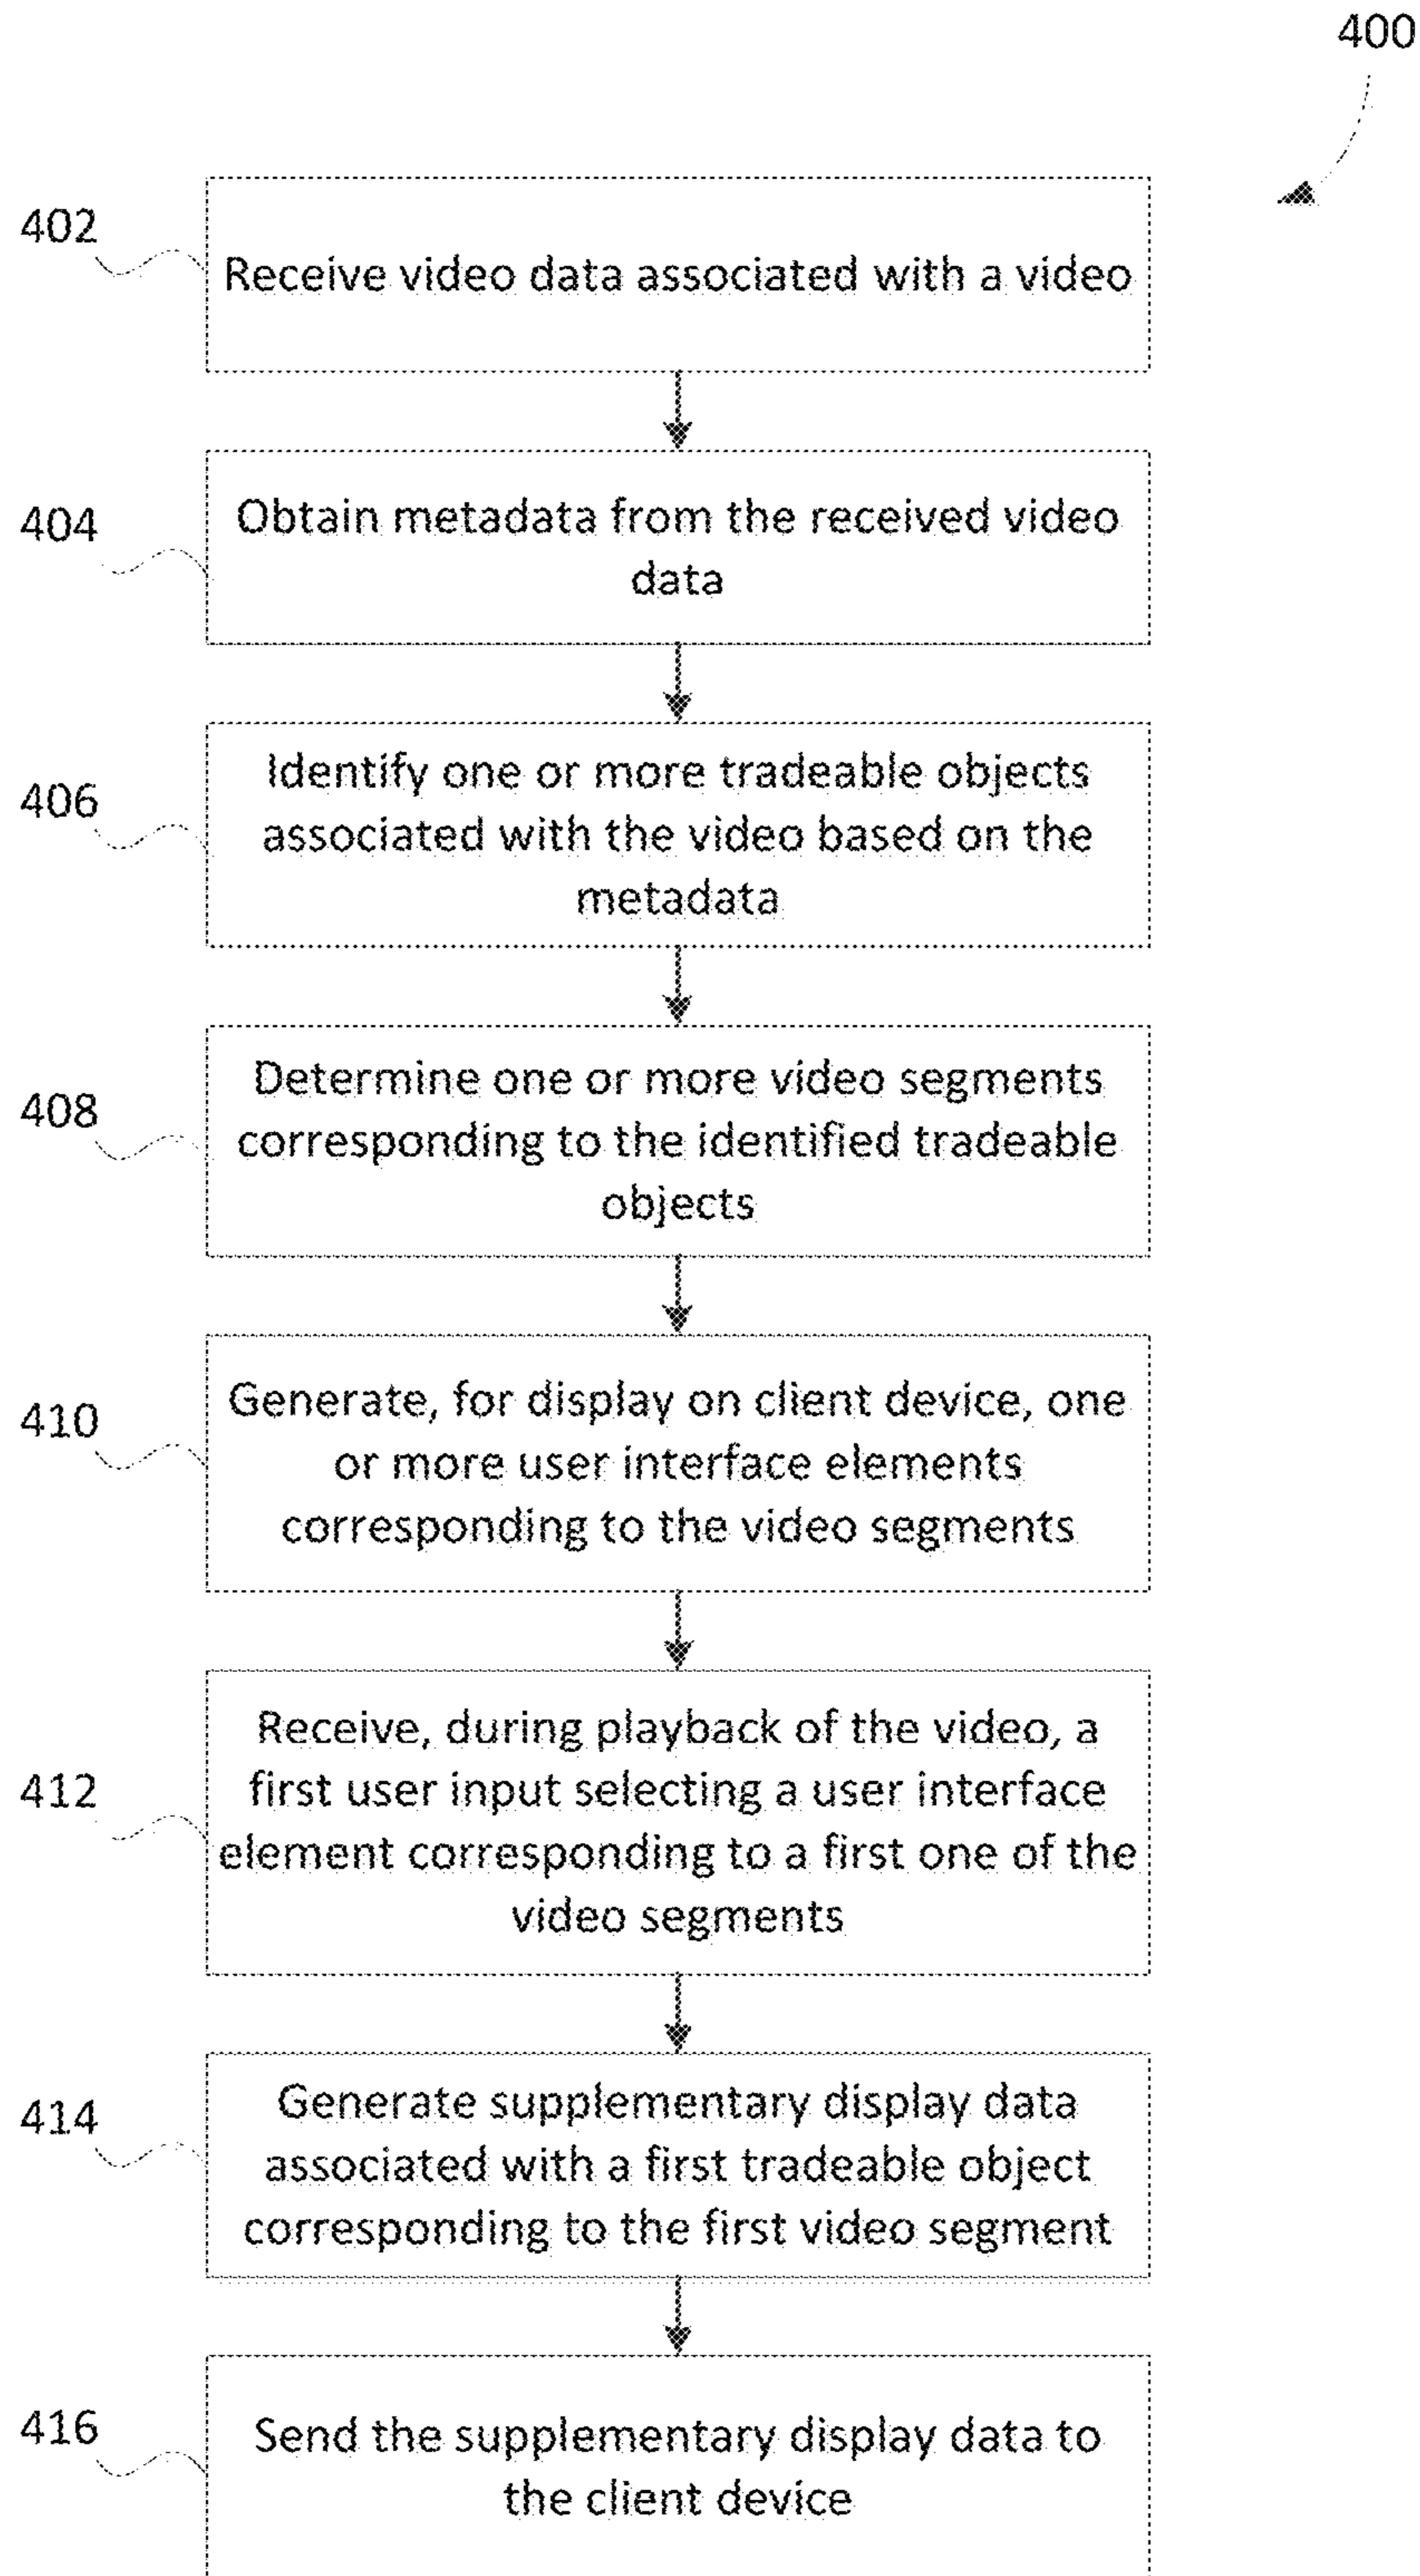 400
402
Receive video data associated with a video
404
Obtain metadata from the received video
data
406
Identify one or more tradeable objects
associated with the video based on the
metadata
408
Determine one or more video segments
corresponding to the identified tradeable
objects
410
Generate, for display on client device, one
or more user interface elements
corresponding to the video segments
412
Receive, during playback of the video, a
first user input selecting a user interface
element corresponding to a first one of the
video segments
414
Generate supplementary display data
associated with a first tradeable object
corresponding to the first video segment
416
Send the supplementary display data to
the client device